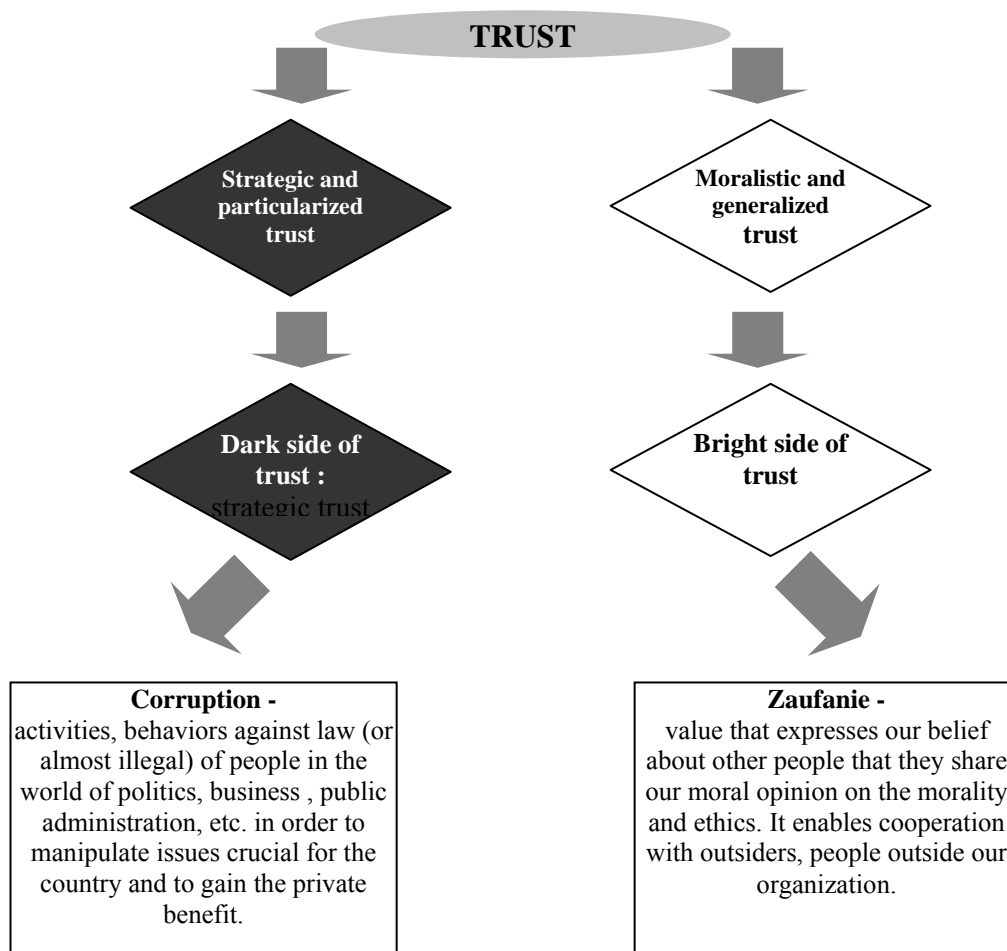 TRUST
Strategic and
particularized
trust
Moralistic and
generalized
trust
Dark side of
trust :
strategic trust
Bright side of
trust
Corruption -
activities, behaviors against law (or
almost illegal) of people in the
world of politics, business , public
administration, etc. in order to
manipulate issues crucial for the
country and to gain the private
benefit.
Zaufanie -
value that expresses our belief
about other people that they share
our moral opinion on the morality
and ethics. It enables cooperation
with outsiders, people outside our
organization.